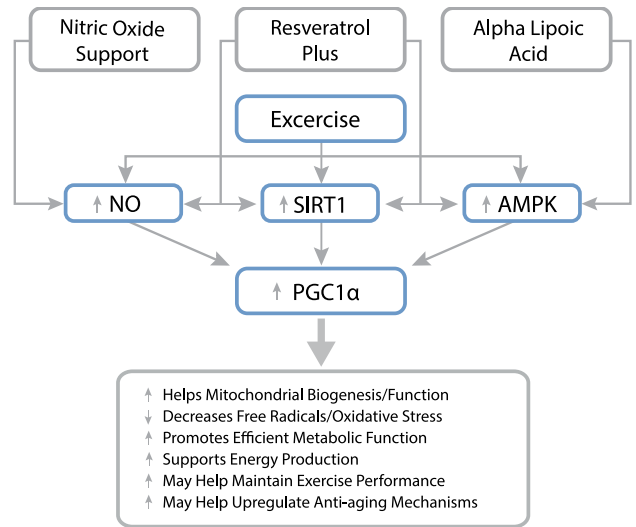 Nitric Oxide
Support
Resveratrol
Plus
Alpha Lipoic
Acid
Excercise
↑ NO
↑ SIRT1
↑ AMPK
↑ PGC1α
↑ Helps Mitochondrial Biogenesis/Function
↓ Decreases Free Radicals/Oxidative Stress
↑ Promotes Efficient Metabolic Function
↑ Supports Energy Production
↑ May Help Maintain Exercise Performance
↑ May Help Upregulate Anti-aging Mechanisms